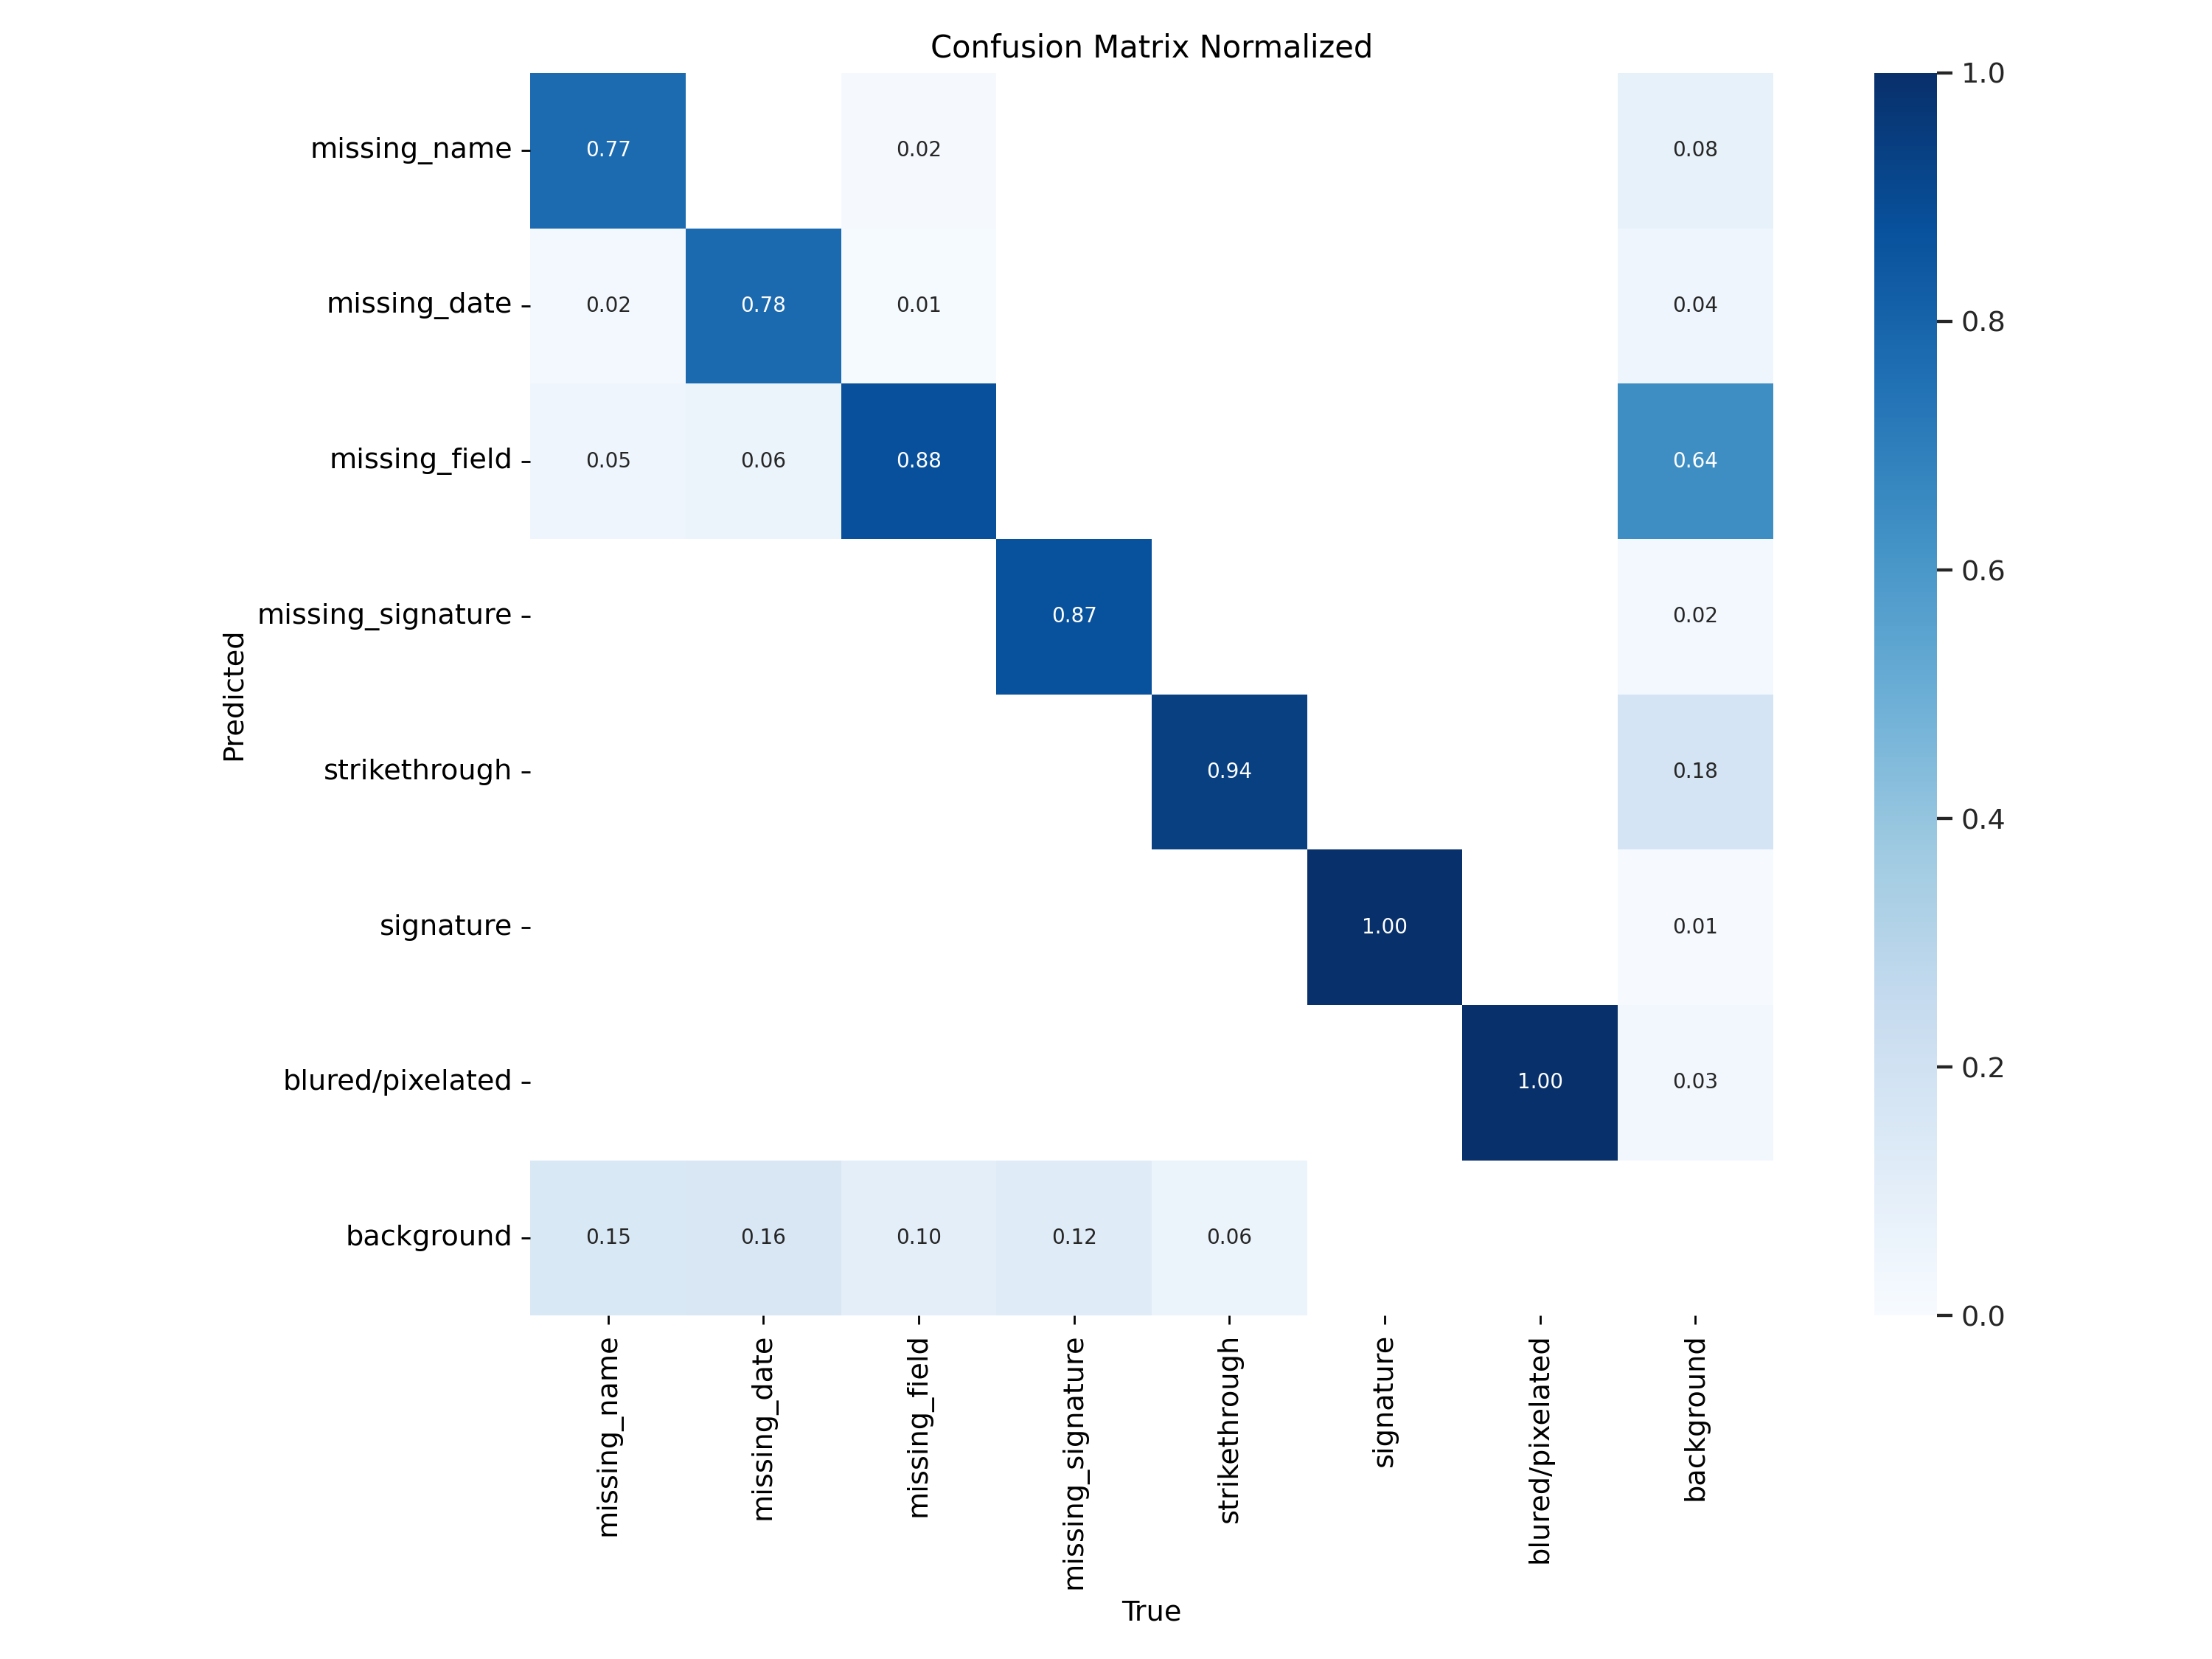 Confusion Matrix Normalized
missing_name 0.77 0.02 0.08
missing_date 0.02 0.78 0.01 0.04
missing_field 0.05 0.06 0.88 0.64
missing_signature 0.87 0.02
strikethrough 0.94 0.18
signature 1.00 0.01
blured/pixelated 1.00 0.03
background 0.15 0.16 0.10 0.12 0.06
Predicted
missing_name
missing_date
missing_field
missing_signature
strikethrough
signature
blured/pixelated
background
True
1.0
0.8
0.6
0.4
0.2
0.0